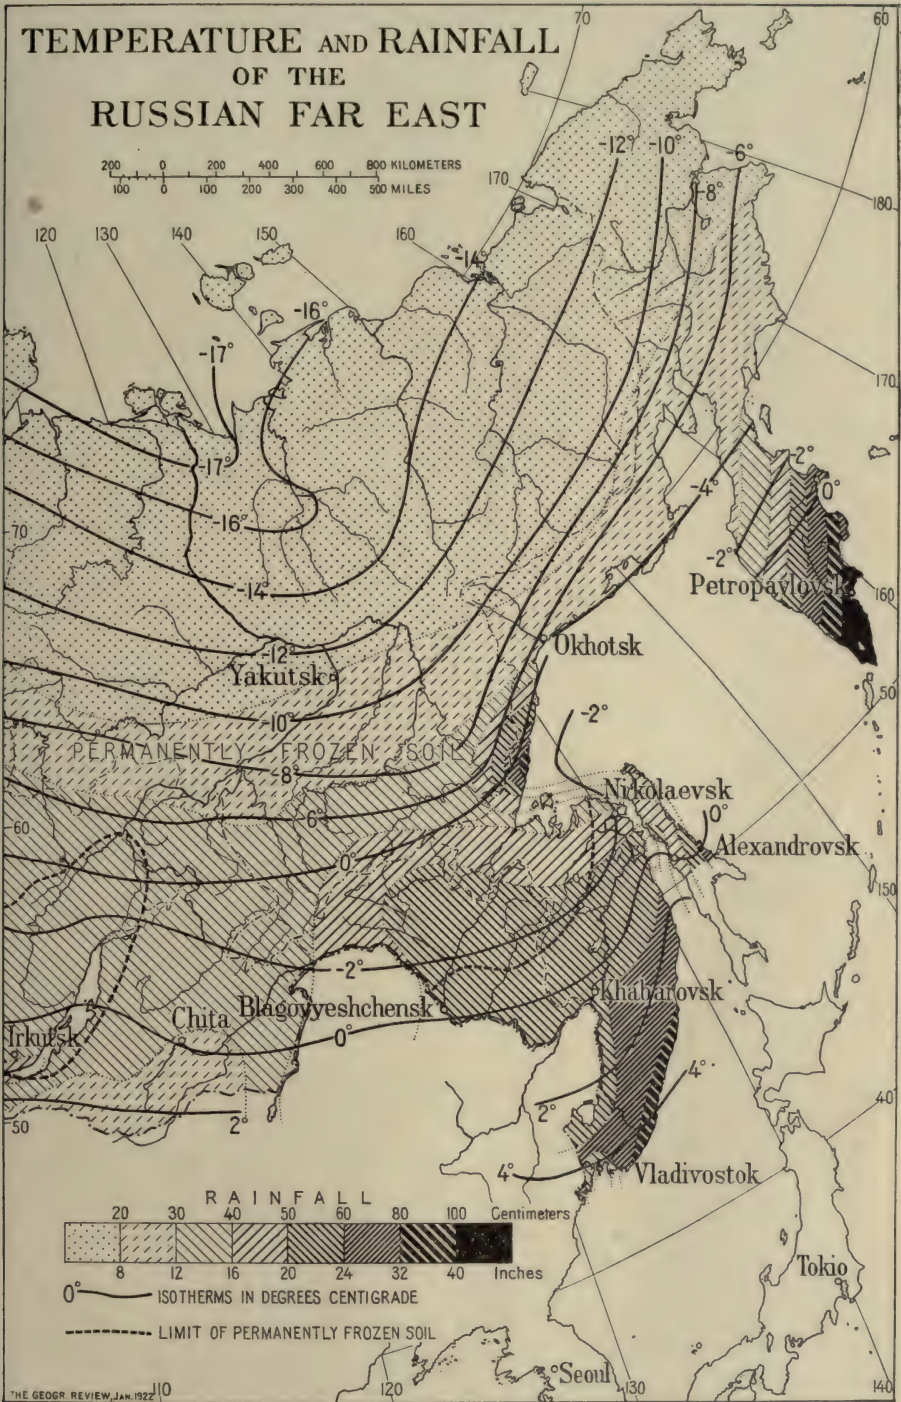 TEMPERATURE AND RAINFALL
OF THE
RUSSIAN FAR EAST
200 0 200 400 600 800 KILOMETERS
100 0 100 200 300 400 500 MILES
70
60
-12° -10° -6°
-8°
170
180
120 130 140 150 160
-14°
-16°
-17°
170
-17°
-2°
0°
-4°
-16°
70
-2°
Petropavlovsk
160
-14°
Okhotsk
-12°
Yakutsk
50
-10°
-2°
PERMANENTLY FROZEN SOIL
-8°
Nikolaevsk
6°
0°
60
Alexandrovsk
0°
150
-2°
Khabarovsk
Blagovyeshchensk
Chita
Irkutsk
0°
4°
40
2°
2°
50
4°
Vladivostok
RAINFALL
20 30 40 50 60 80 100 Centimeters
8 12 16 20 24 32 40 Inches
Tokio
0° ISOTHERMS IN DEGREES CENTIGRADE
LIMIT OF PERMANENTLY FROZEN SOIL
Seoul
THE GEOGR. REVIEW, JAN. 1922
110
120
130
140